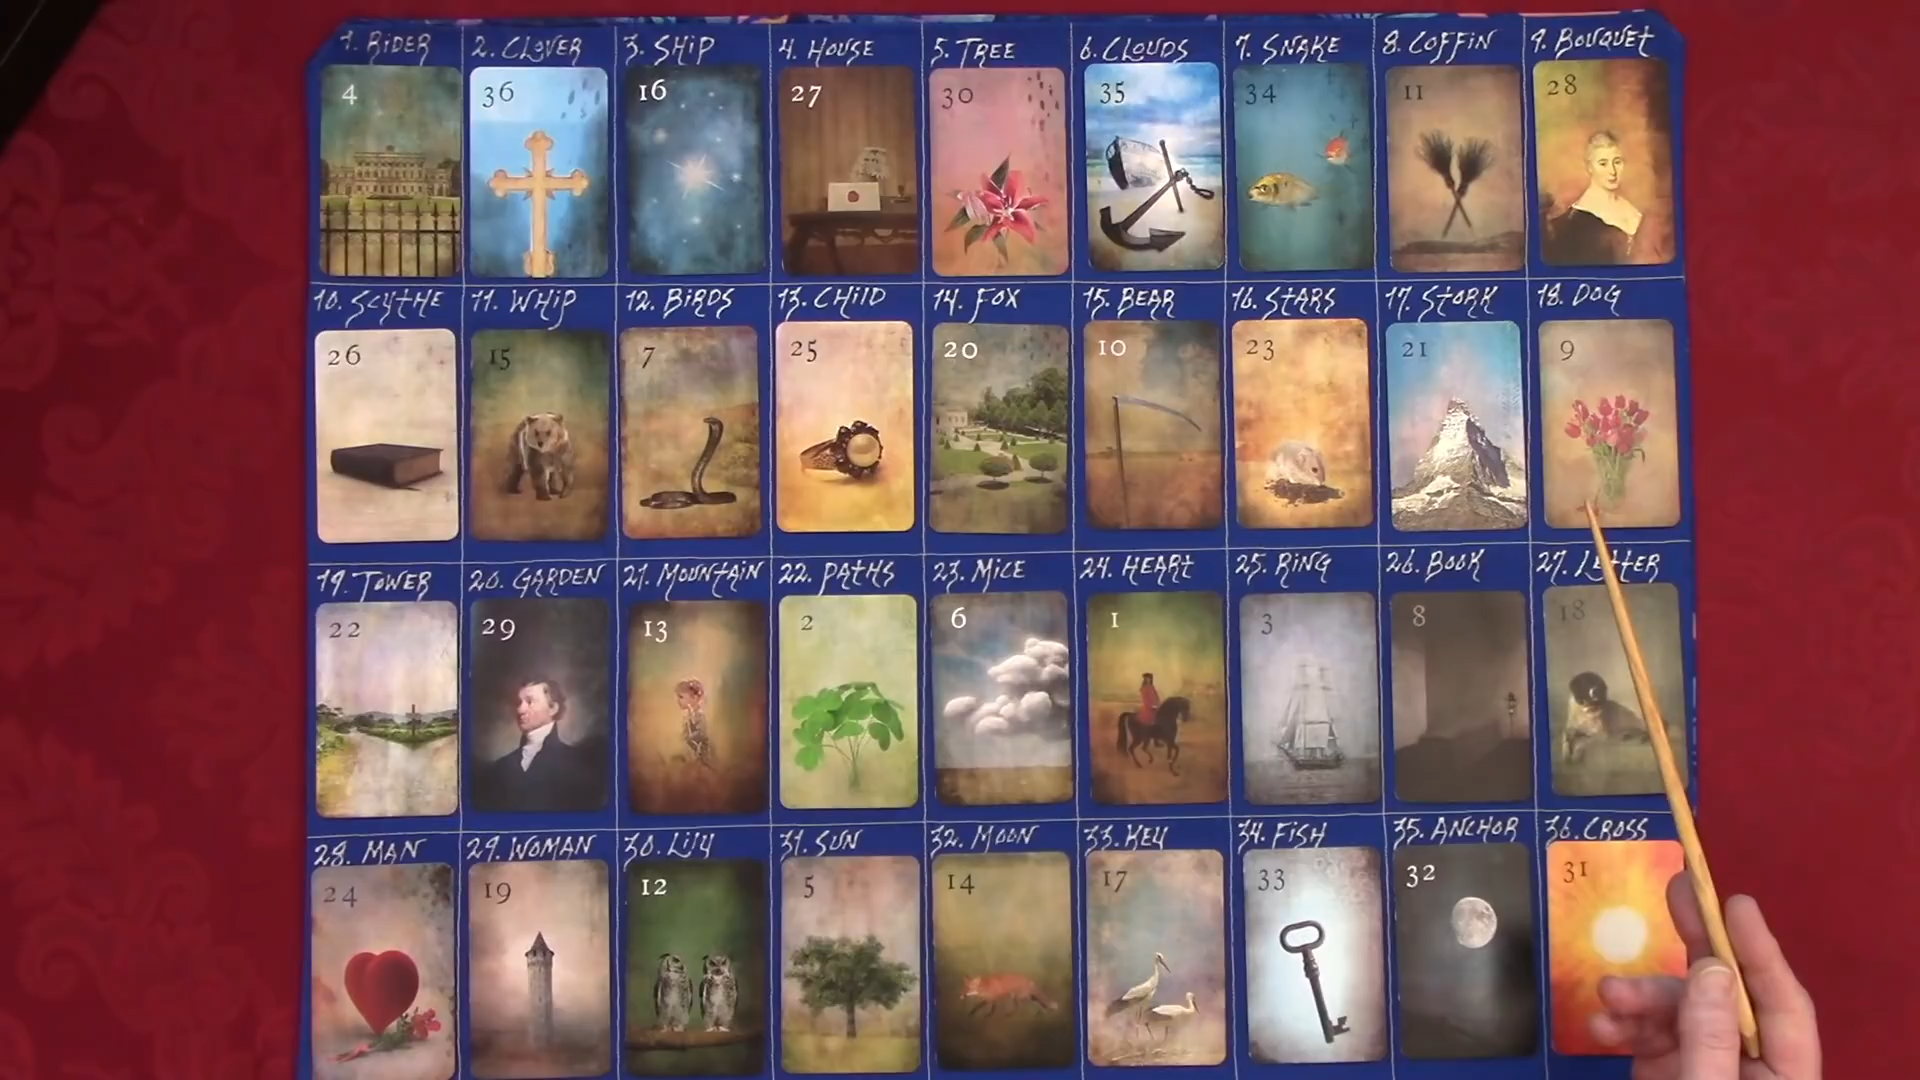 1. RIDER 2. CLOVER 3. SHIP 4. HOUSE 5. TREE 6. CLOUDS 7. SNAKE 8. COFFIN 9. BOUQUET
4 36 16 27 30 35 34 11 28
10. SCYTHE 11. WHIP 12. BIRDS 13. CHILD 14. FOX 15. BEAR 16. STARS 17. STORK 18. DOG
26 15 7 25 20 10 23 21 9
19. TOWER 20. GARDEN 21. MOUNTAIN 22. PATHS 23. MICE 24. HEART 25. RING 26. BOOK 27. LETTER
22 29 13 2 6 1 3 8 18
28. MAN 29. WOMAN 30. LILY 31. SUN 32. MOON 33. KEY 34. FISH 35. ANCHOR 36. CROSS
24 19 12 5 14 17 33 32 31